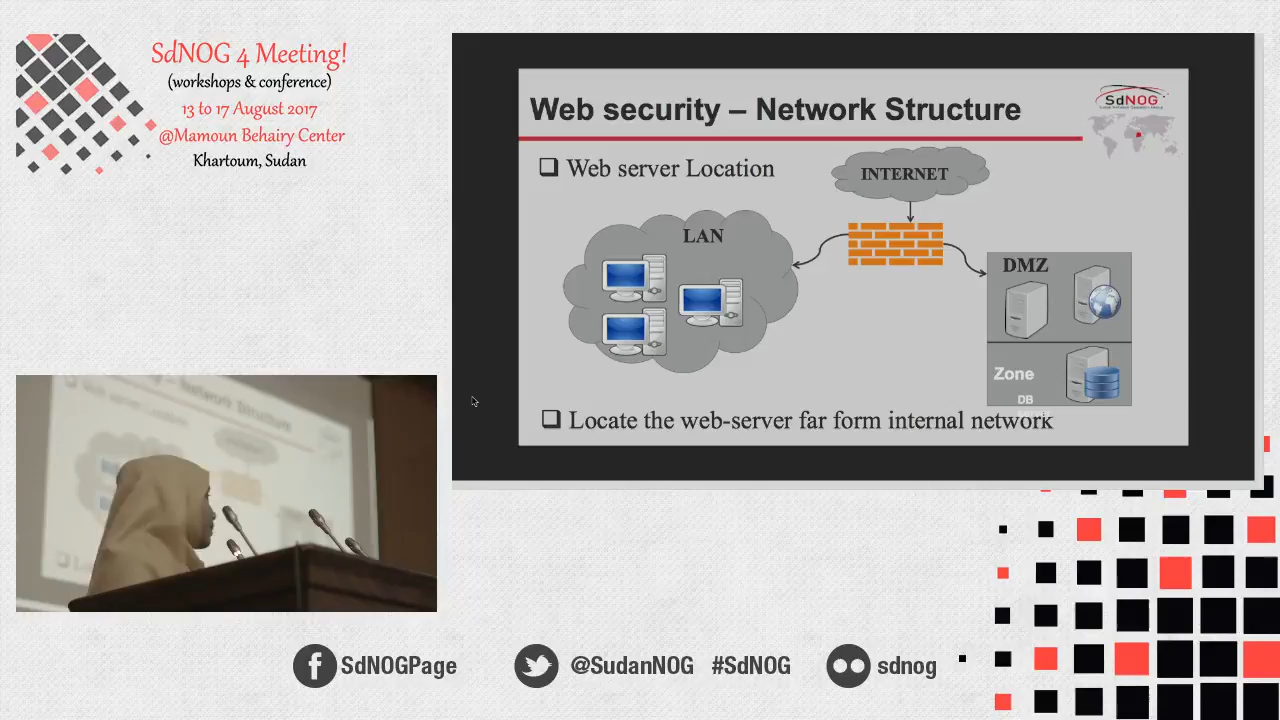 SdNOG 4 Meeting!
(workshops & conference)
13 to 17 August 2017
@Mamoun Behairy Center
Khartoum, Sudan
Web security – Network Structure
SdNOG
❑ Web server Location
INTERNET
LAN
DMZ
Zone
DB
❑ Locate the web-server far form internal network
SdNOGPage
@SudanNOG #SdNOG
sdnog